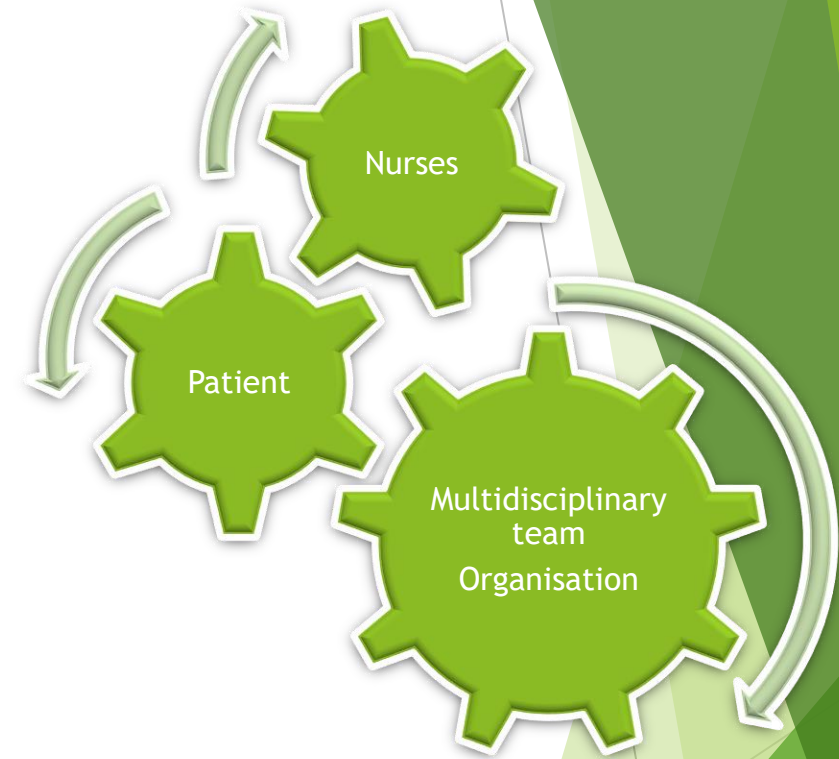 Nurses
Patient
Multidisciplinary
team
Organisation